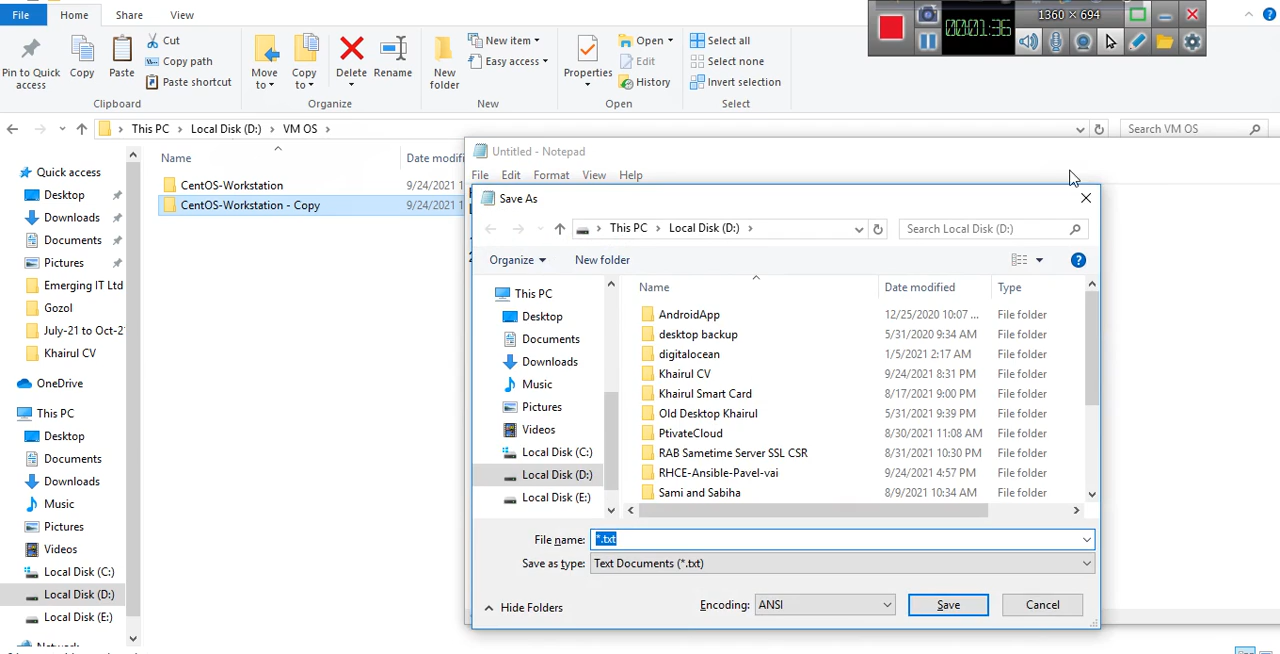 File Home Share View
00:01:36 1360 × 694
Pin to Quick access
Copy
Paste
Cut
Copy path
Paste shortcut
Move to
Copy to
Delete
Rename
New folder
New item
Easy access
Properties
Open
Edit
History
Select all
Select none
Invert selection
Clipboard Organize New Open Select
This PC Local Disk (D:) VM OS
Search VM OS
Name Date modifi
CentOS-Workstation 9/24/2021 1
CentOS-Workstation - Copy 9/24/2021 1
Quick access
Desktop
Downloads
Documents
Pictures
Emerging IT Ltd
Gozol
July-21 to Oct-2
Khairul CV
OneDrive
This PC
Desktop
Documents
Downloads
Music
Pictures
Videos
Local Disk (C:)
Local Disk (D:)
Local Disk (E:)
Untitled - Notepad
File Edit Format View Help
Save As
This PC Local Disk (D:)
Search Local Disk (D:)
Organize New folder
This PC
Desktop
Documents
Downloads
Music
Pictures
Videos
Local Disk (C:)
Local Disk (D:)
Local Disk (E:)
Name Date modified Type
AndroidApp 12/25/2020 10:07 ... File folder
desktop backup 5/31/2020 9:34 AM File folder
digitalocean 1/5/2021 2:17 AM File folder
Khairul CV 9/24/2021 8:31 PM File folder
Khairul Smart Card 8/17/2021 9:00 PM File folder
Old Desktop Khairul 5/31/2021 9:39 PM File folder
PtivateCloud 8/30/2021 11:08 AM File folder
RAB Sametime Server SSL CSR 8/31/2021 10:30 PM File folder
RHCE-Ansible-Pavel-vai 9/24/2021 4:57 PM File folder
Sami and Sabiha 8/9/2021 10:34 AM File folder
File name: *.txt
Save as type: Text Documents (*.txt)
Hide Folders
Encoding: ANSI
Save
Cancel